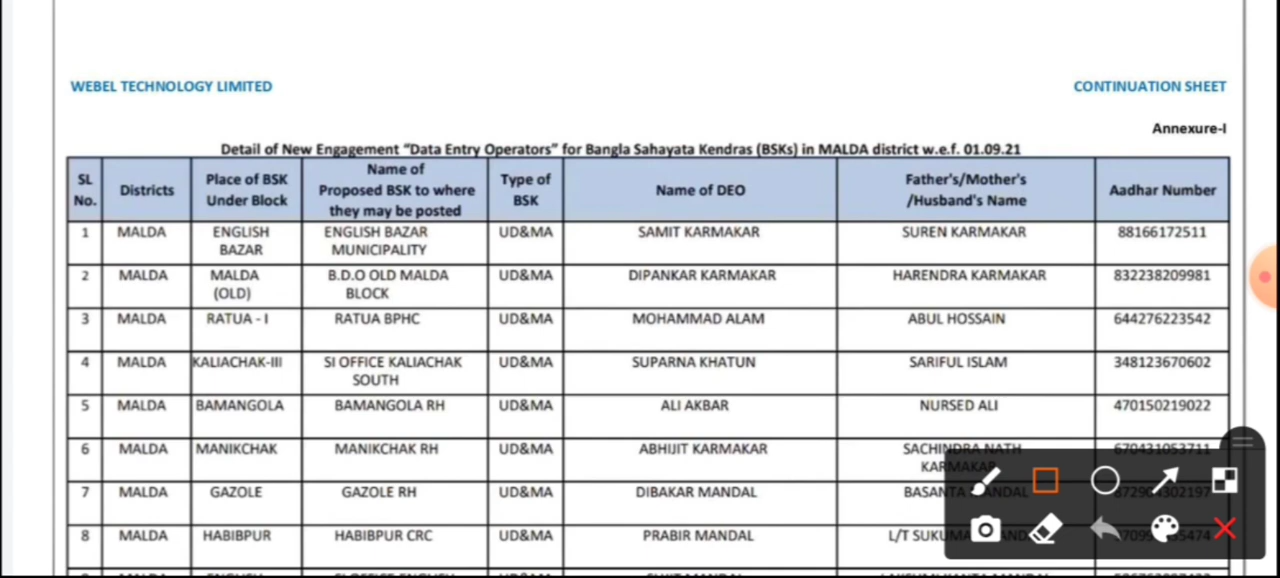 WEBEL TECHNOLOGY LIMITED
CONTINUATION SHEET
Annexure-I
Detail of New Engagement "Data Entry Operators" for Bangla Sahayata Kendras (BSKs) in MALDA district w.e.f. 01.09.21
SL No. Districts Place of BSK Under Block Name of Proposed BSK to where they may be posted Type of BSK Name of DEO Father's/Mother's /Husband's Name Aadhar Number
1 MALDA ENGLISH BAZAR ENGLISH BAZAR MUNICIPALITY UD&MA SAMIT KARMAKAR SUREN KARMAKAR 88166172511
2 MALDA MALDA (OLD) B.D.O OLD MALDA BLOCK UD&MA DIPANKAR KARMAKAR HARENDRA KARMAKAR 832238209981
3 MALDA RATUA - I RATUA BPHC UD&MA MOHAMMAD ALAM ABUL HOSSAIN 644276223542
4 MALDA KALIACHAK-III SI OFFICE KALIACHAK SOUTH UD&MA SUPARNA KHATUN SARIFUL ISLAM 348123670602
5 MALDA BAMANGOLA BAMANGOLA RH UD&MA ALI AKBAR NURSED ALI 470150219022
6 MALDA MANIKCHAK MANIKCHAK RH UD&MA ABHIJIT KARMAKAR SACHINDRA NATH KARMAKAR
7 MALDA GAZOLE GAZOLE RH UD&MA DIBAKAR MANDAL BASANTA MANDAL
8 MALDA HABIBPUR HABIBPUR CRC UD&MA PRABIR MANDAL L/T